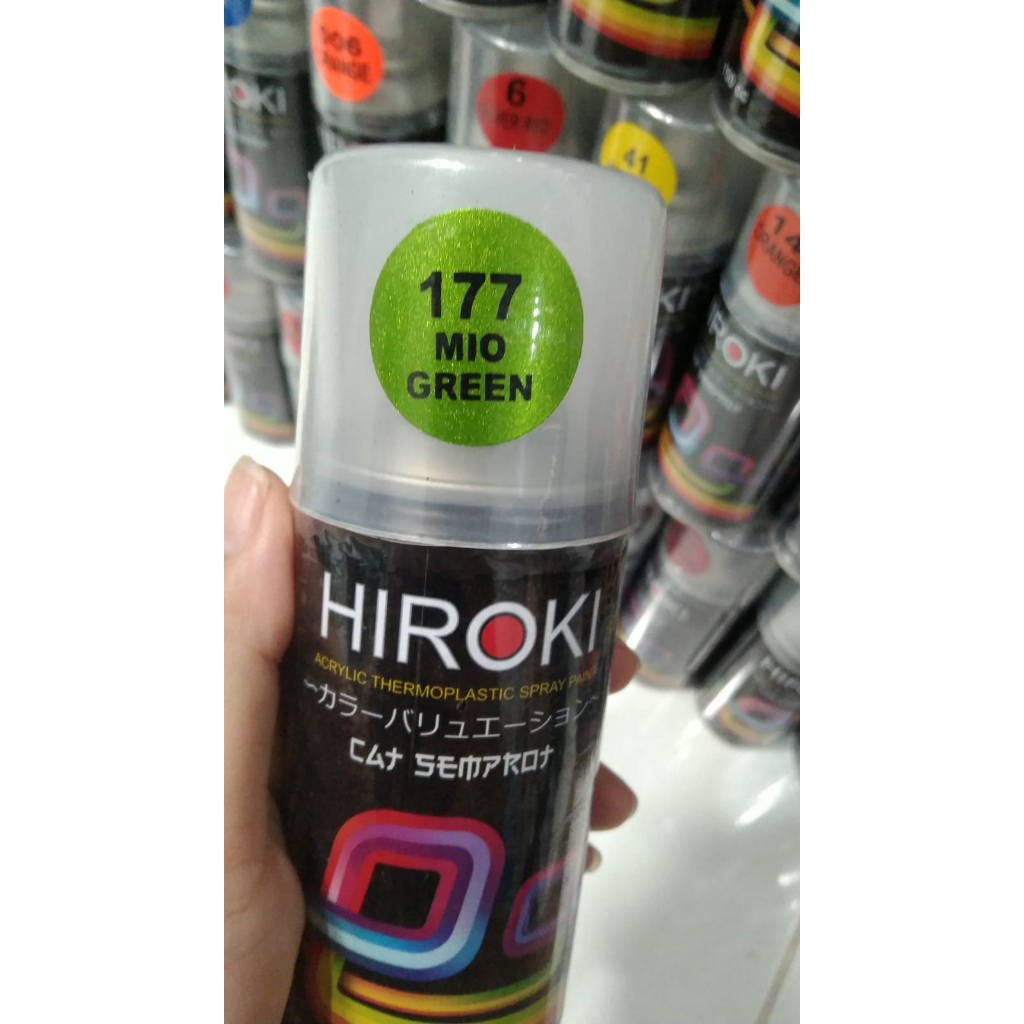 177
MIO
GREEN
HIROKI
ACRYLIC THERMOPLASTIC SPRAY PAINT
~カラーバリュエーション~
CAT SEMPROT
6
41
ORANGE
HIROKI